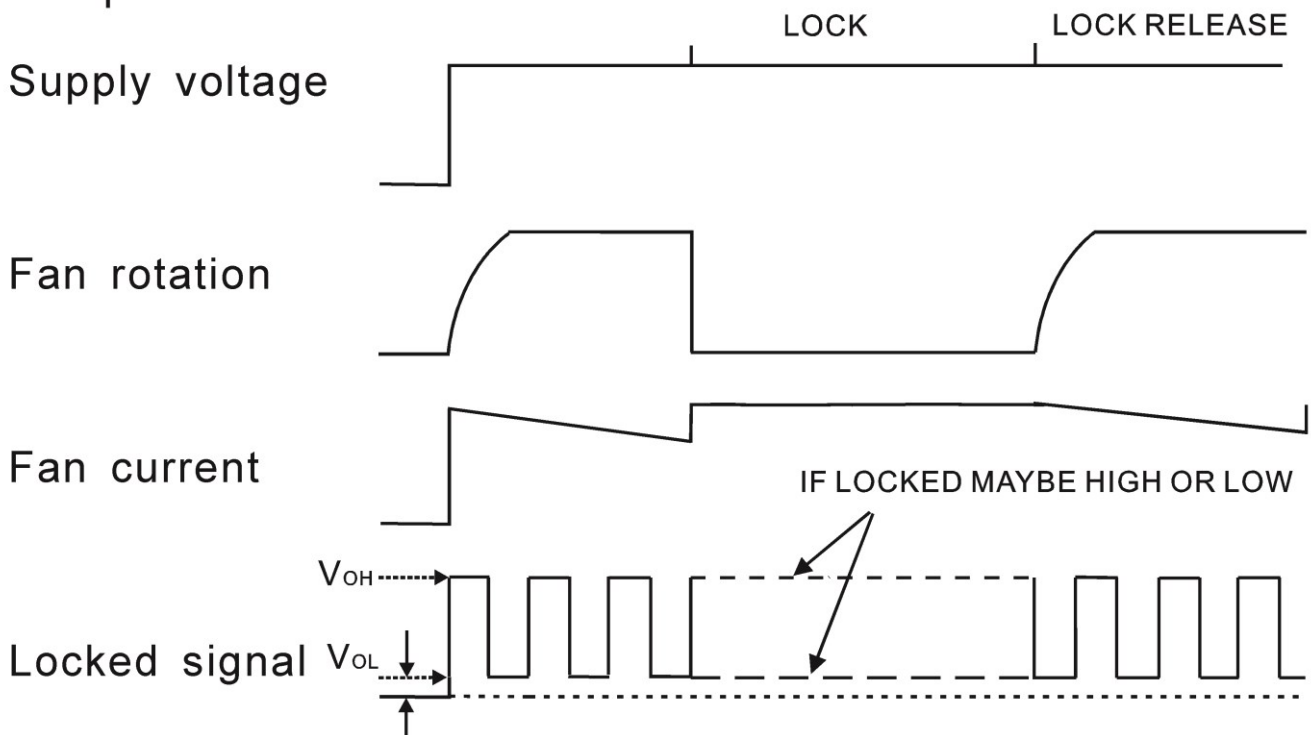 LOCK
LOCK RELEASE
Supply voltage
Fan rotation
Fan current
IF LOCKED MAYBE HIGH OR LOW
VOH
Locked signal
VOL